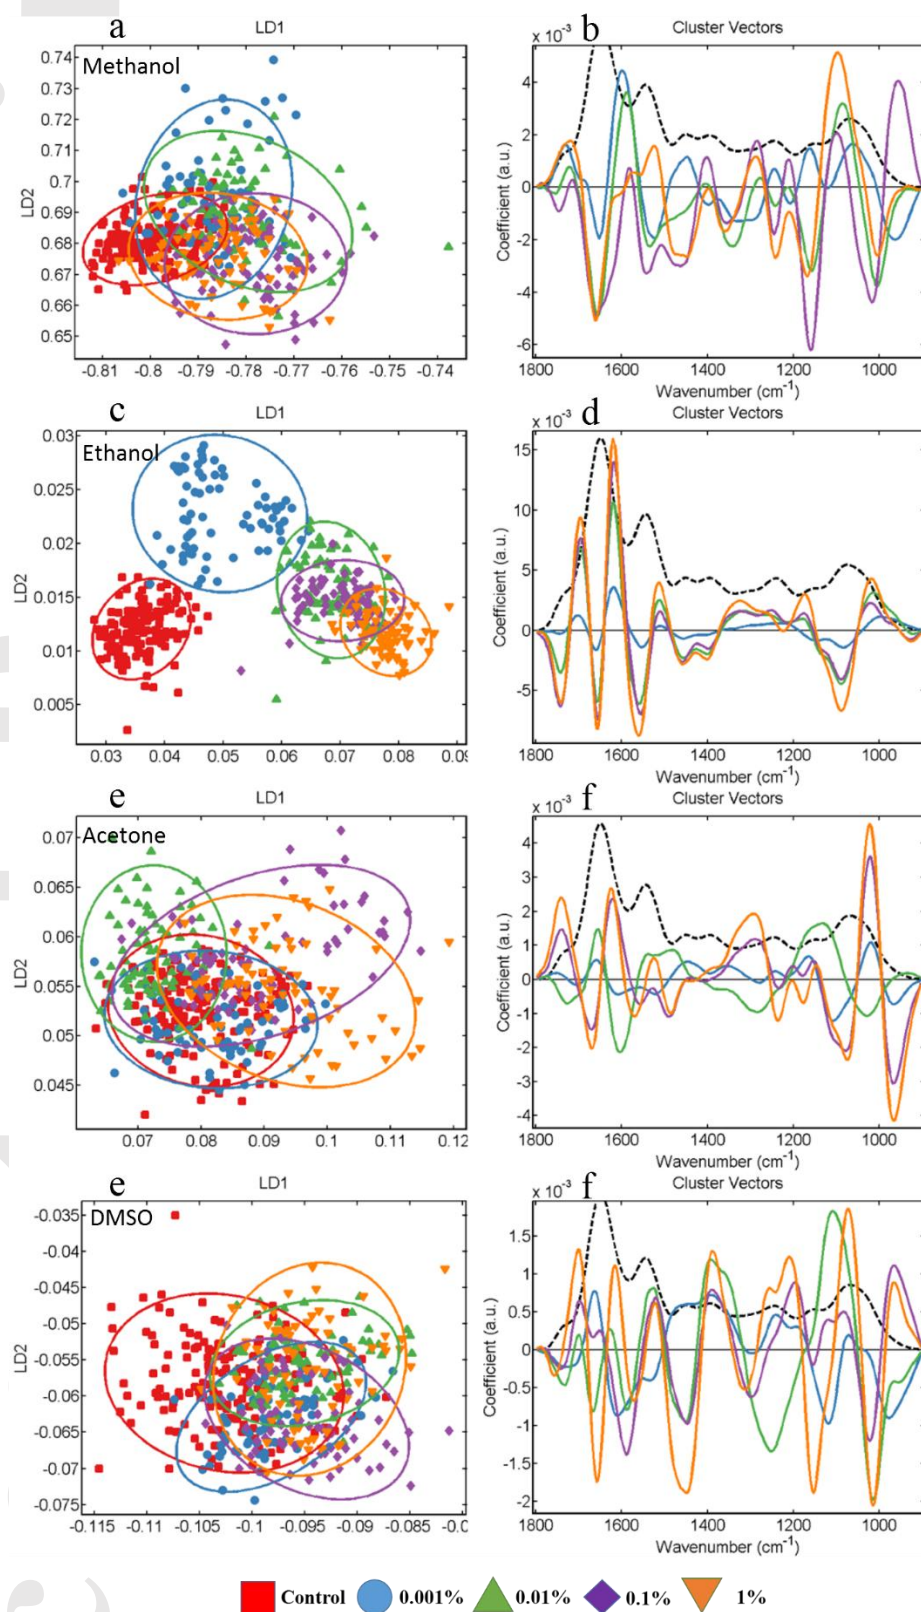 a
LD1
Methanol
LD2
0.74
0.73
0.72
0.71
0.7
0.69
0.68
0.67
0.66
0.65
-0.81
-0.8
-0.79
-0.78
-0.77
-0.76
-0.75
-0.74
b
Cluster Vectors
x 10⁻³
Coefficient (a.u.)
4
2
0
-2
-4
-6
1800
1600
1400
1200
1000
Wavenumber (cm⁻¹)
c
LD1
Ethanol
LD2
0.03
0.025
0.02
0.015
0.01
0.005
0.03
0.04
0.05
0.06
0.07
0.08
d
Cluster Vectors
x 10⁻³
Coefficient (a.u.)
15
10
5
0
-5
1800
1600
1400
1200
1000
Wavenumber (cm⁻¹)
e
LD1
Acetone
LD2
0.07
0.065
0.06
0.055
0.05
0.045
0.07
0.08
0.09
0.1
0.11
0.12
f
Cluster Vectors
x 10⁻³
Coefficient (a.u.)
4
3
2
1
0
-1
-2
-3
-4
1800
1600
1400
1200
1000
Wavenumber (cm⁻¹)
e
LD1
DMSO
LD2
-0.035
-0.04
-0.045
-0.05
-0.055
-0.06
-0.065
-0.07
-0.075
-0.115
-0.11
-0.105
-0.1
-0.095
-0.09
-0.085
f
Cluster Vectors
x 10⁻³
Coefficient (a.u.)
1.5
1
0.5
0
-0.5
-1
-1.5
-2
1800
1600
1400
1200
1000
Wavenumber (cm⁻¹)
Control 0.001% 0.01% 0.1% 1%